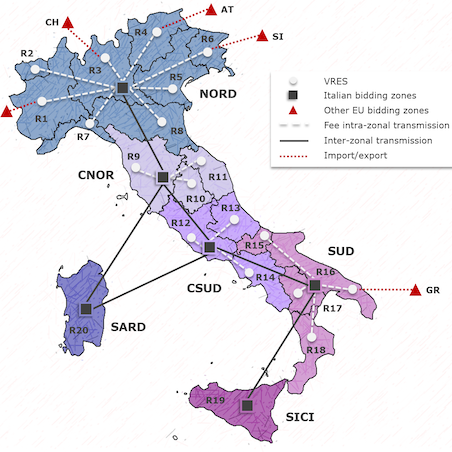 AT
CH
R4
SI
R2
R6
R3
R5
NORD
R1
R7
R8
VRES
Italian bidding zones
Other EU bidding zones
Fee intra-zonal transmission
Inter-zonal transmission
Import/export
R9
CNOR
R11
R10
R12
R13
R15
SUD
R14
R16
CSUD
GR
R17
SARD
R20
R18
R19
SICI